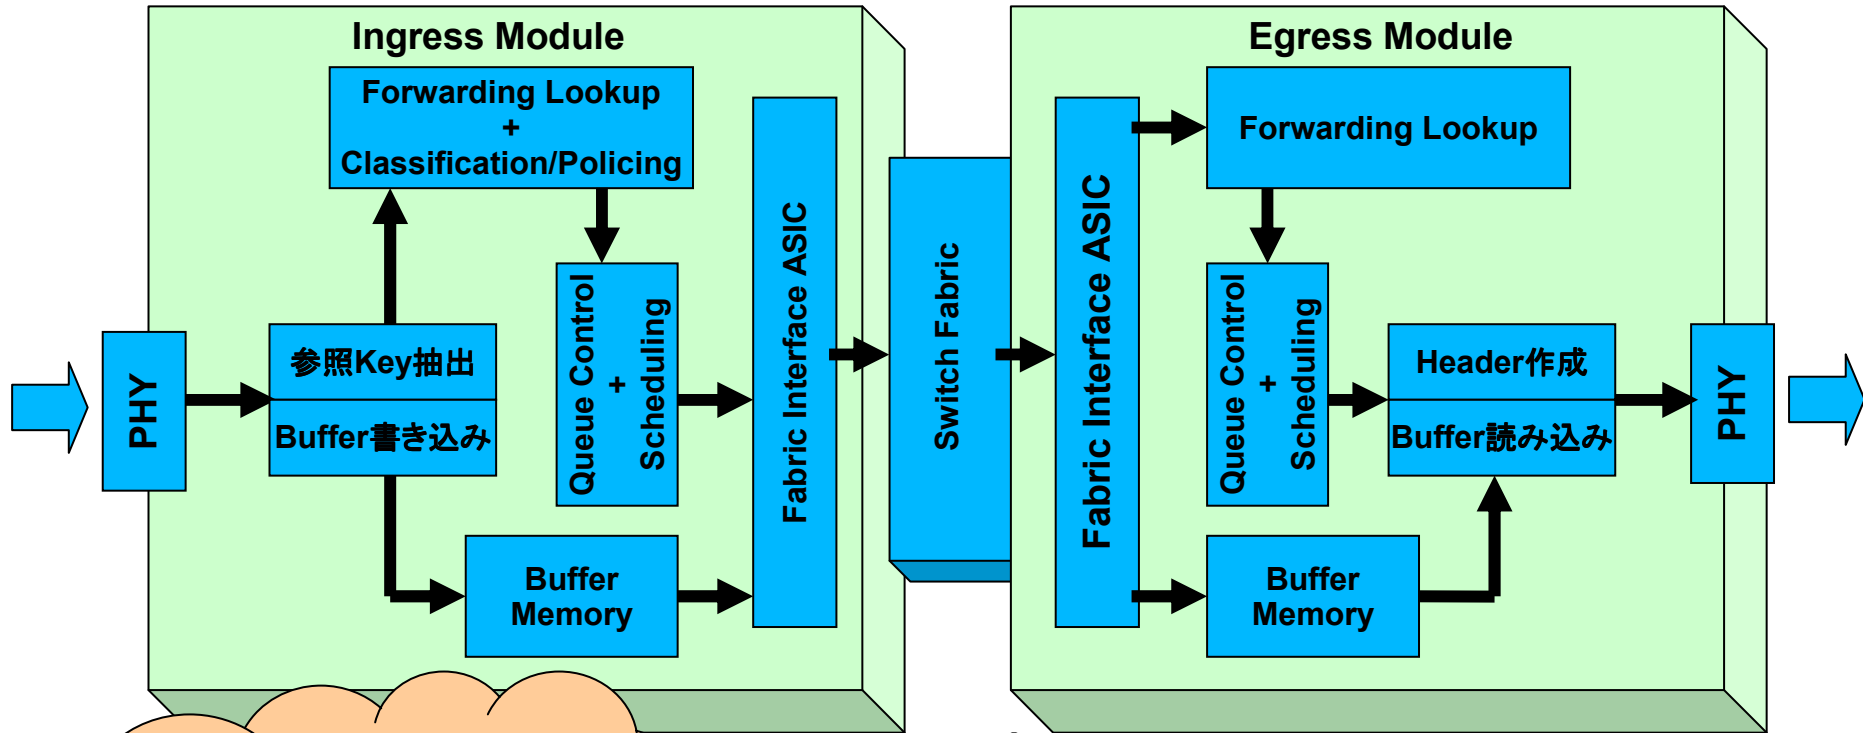 Ingress Module
Forwarding Lookup
+
Classification/Policing
PHY
参照Key抽出
Buffer書き込み
Queue Control
+
Scheduling
Buffer
Memory
Fabric Interface ASIC
Switch Fabric
Egress Module
Fabric Interface ASIC
Forwarding Lookup
Queue Control
+
Scheduling
Buffer
Memory
Header作成
Buffer読み込み
PHY